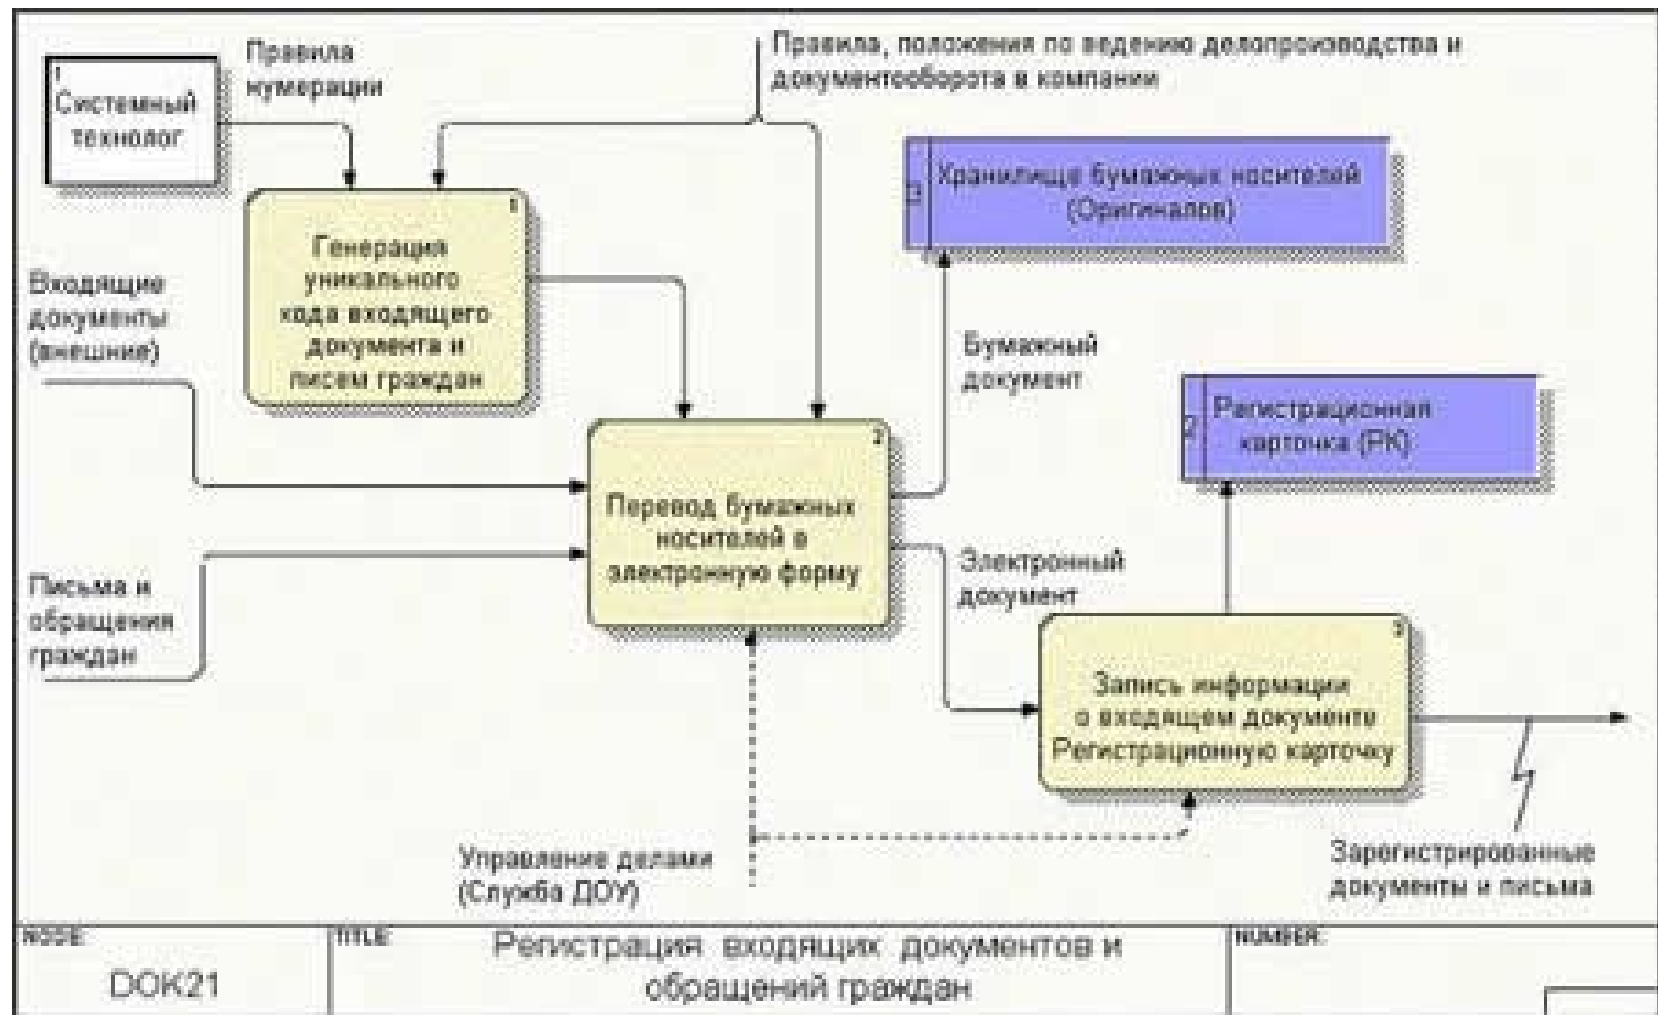 Правила
нумерации
Правила, положения по ведению делопроизводства и
документооборота в компании
1
Системный
технолог
Хранилище бумажных носителей
(Оригиналов)
1
Генерация
уникального
кода входящего
документа и
писем граждан
Входящие
документы
(внешние)
Бумажный
документ
2
Регистрационная
карточка (РК)
2
Перевод бумажных
носителей в
электронную форму
Электронный
документ
Письма и
обращения
граждан
3
Запись информации
о входящем документе
Регистрационную карточку
Управление делами
(Служба ДОУ)
Зарегистрированные
документы и письма
NODE:
TITLE:
NUMBER:
DOK21
Регистрация входящих документов и
обращений граждан